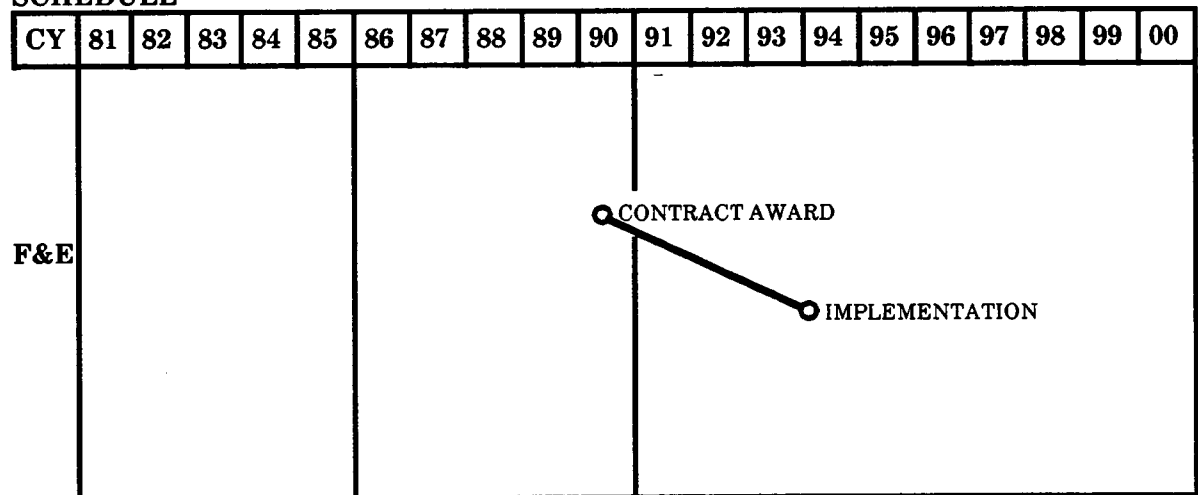 SCHEDULE
CY 81 82 83 84 85 86 87 88 89 90 91 92 93 94 95 96 97 98 99 00
CONTRACT AWARD
F&E
IMPLEMENTATION